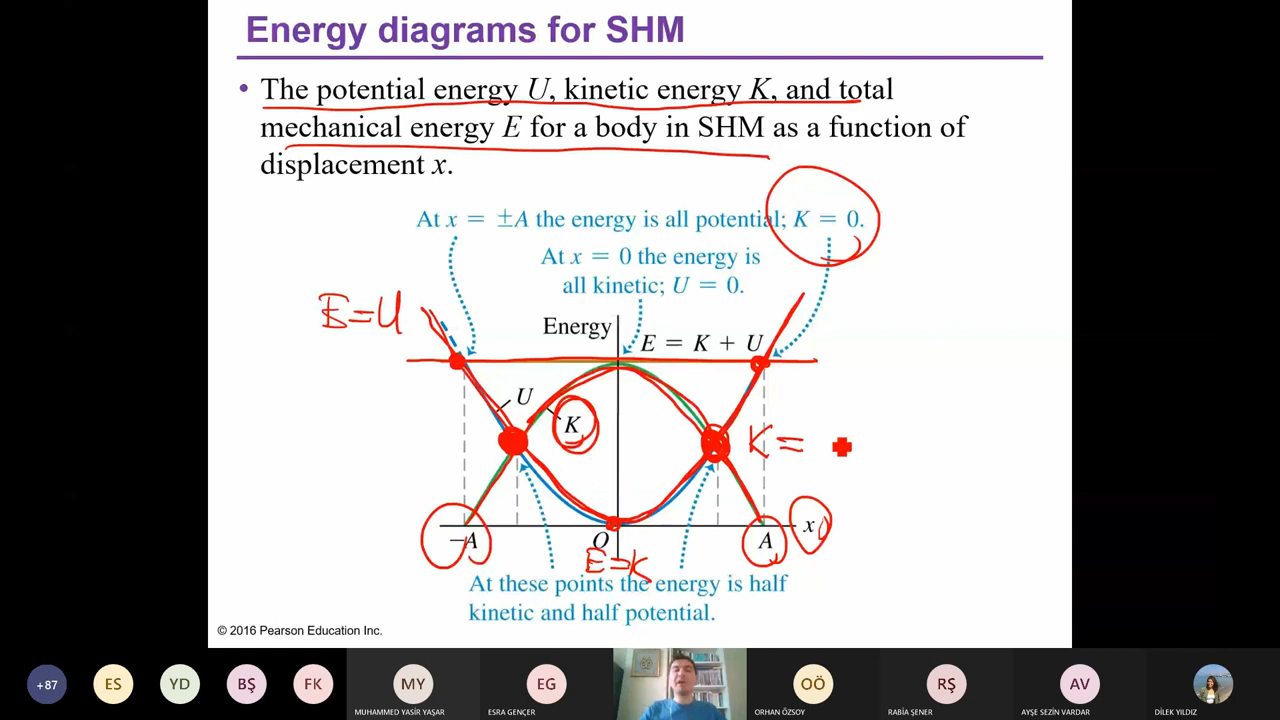 Energy diagrams for SHM
• The potential energy U, kinetic energy K, and total
mechanical energy E for a body in SHM as a function of
displacement x.
At x = ±A the energy is all potential; K = 0.
At x = 0 the energy is
all kinetic; U = 0.
E=U
Energy
E = K + U
U
K
K =
−A
O
A
x
E=K
At these points the energy is half
kinetic and half potential.
© 2016 Pearson Education Inc.
+87
ES
YD
BŞ
FK
MY
MUHAMMED YASİR YAŞAR
EG
ESRA GENÇER
OÖ
ORHAN ÖZSOY
RŞ
RABİA ŞENER
AV
AYŞE SEZİN VARDAR
DİLEK YILDIZ